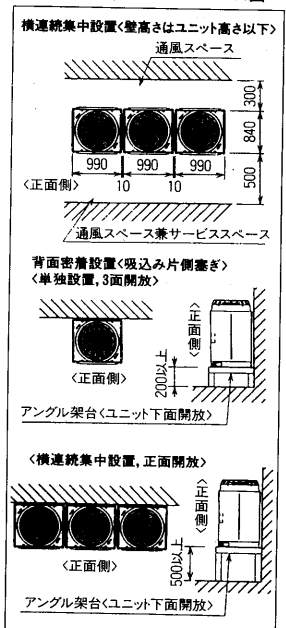 横連続集中設置<壁高さはユニット高さ以下>
通風スペース
300
840
500
990
990
990
10
10
<正面側>
通風スペース兼サービススペース
背面密着設置<吸込み片側塞ぎ>
<単独設置,3面開放>
<正面側>
<正面側>
200以上
アングル架台<ユニット下面開放>
<横連続集中設置,正面開放>
<正面側>
<正面側>
500以上
アングル架台<ユニット下面開放>